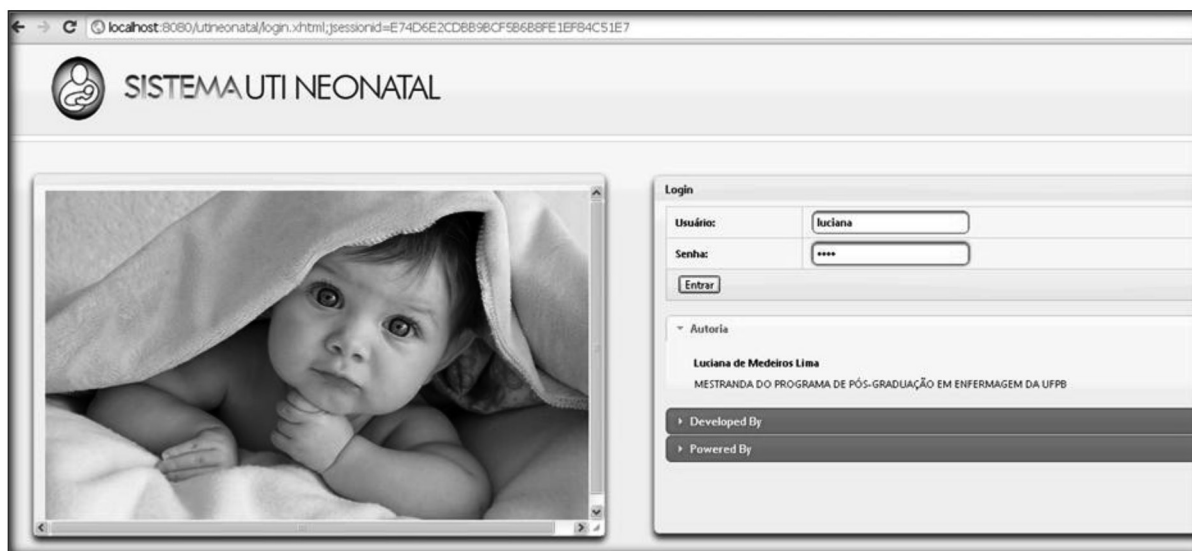 localhost:8080/utineonatal/login.xhtml;jsessionid=E74D6E2CDBB9BCF5B6B8FE1EF84C51E7
SISTEMA UTI NEONATAL
Login
Usuário: luciana
Senha: ••••
Entrar
Autoria
Luciana de Medeiros Lima
MESTRANDA DO PROGRAMA DE PÓS-GRADUAÇÃO EM ENFERMAGEM DA UFPB
Developed By
Powered By